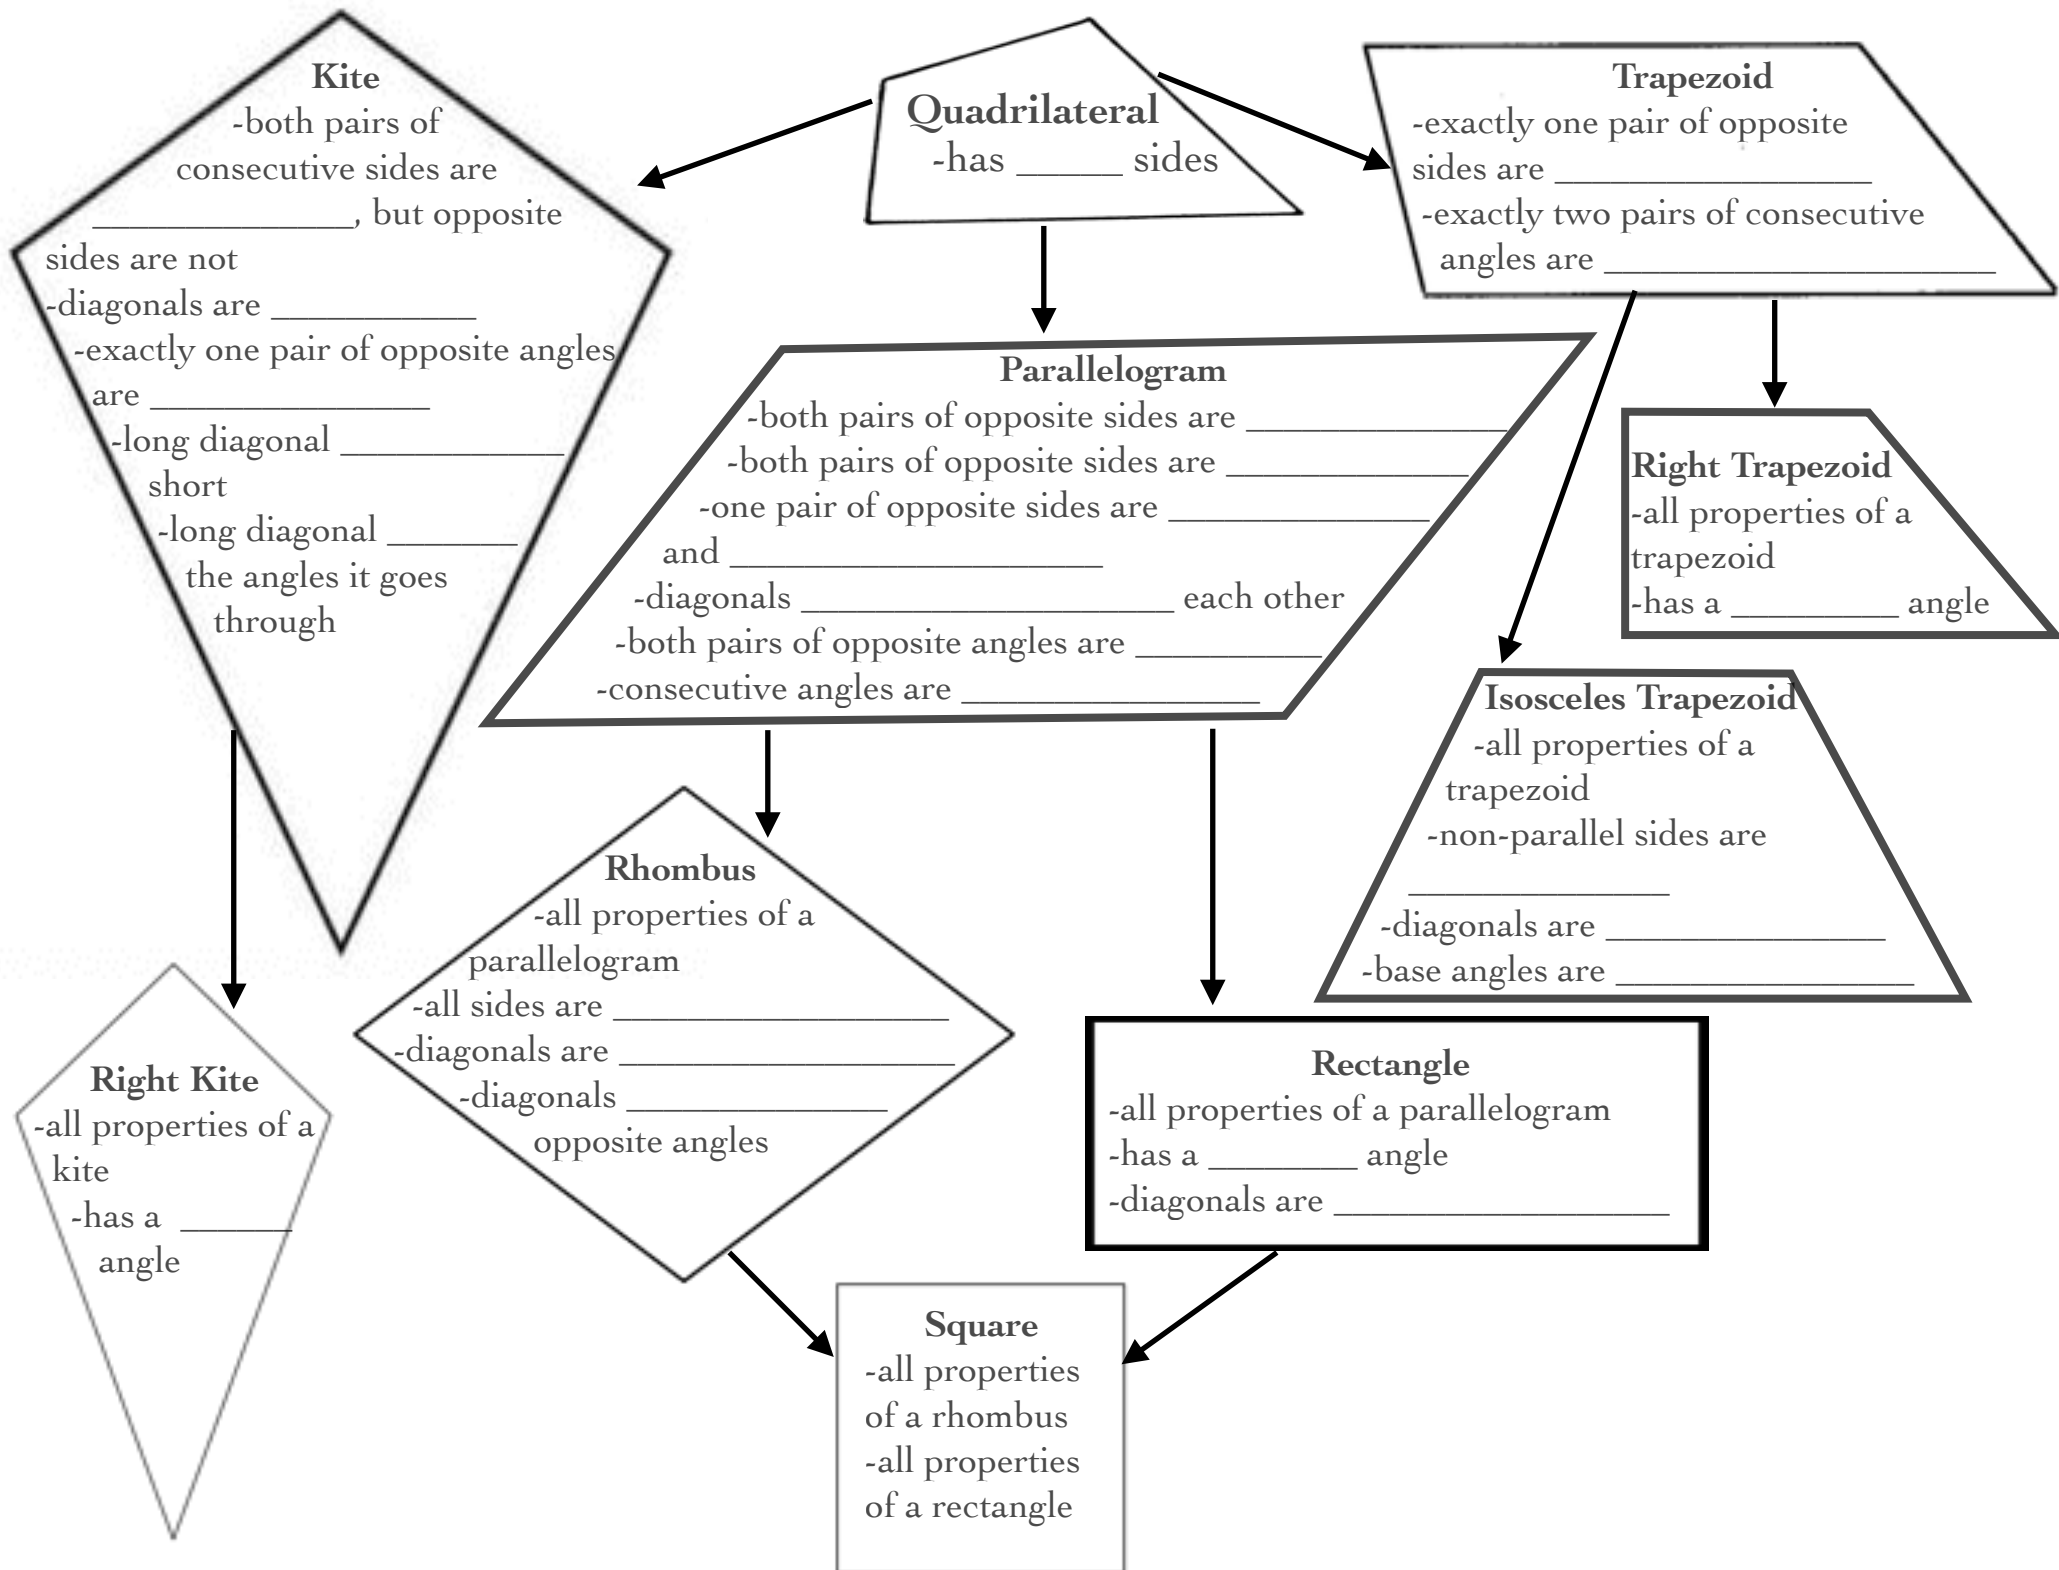 Kite
-both pairs of
consecutive sides are
______________, but opposite
sides are not
-diagonals are ___________
-exactly one pair of opposite angles
are _______________
-long diagonal ____________
short
-long diagonal _______
the angles it goes
through
Quadrilateral
-has _____ sides
Trapezoid
-exactly one pair of opposite
sides are _________________
-exactly two pairs of consecutive
angles are _____________________
Parallelogram
-both pairs of opposite sides are ______________
-both pairs of opposite sides are _____________
-one pair of opposite sides are ______________
and ____________________
-diagonals ____________________ each other
-both pairs of opposite angles are __________
-consecutive angles are ________________
Right Trapezoid
-all properties of a
trapezoid
-has a _________ angle
Isosceles Trapezoid
-all properties of a
trapezoid
-non-parallel sides are
______________
-diagonals are _______________
-base angles are ________________
Rhombus
-all properties of a
parallelogram
-all sides are __________________
-diagonals are __________________
-diagonals ______________
opposite angles
Rectangle
-all properties of a parallelogram
-has a ________ angle
-diagonals are __________________
Right Kite
-all properties of a
kite
-has a ______
angle
Square
-all properties
of a rhombus
-all properties
of a rectangle